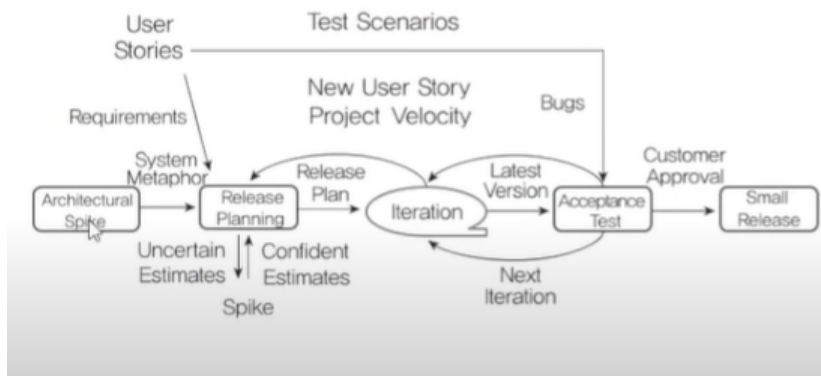 User
Stories
Test Scenarios
New User Story
Project Velocity
Bugs
Requirements
System
Metaphor
Release
Plan
Latest
Version
Customer
Approval
Architectural
Spike
Release
Planning
Iteration
Acceptance
Test
Small
Release
Uncertain
Estimates
Confident
Estimates
Next
Iteration
Spike